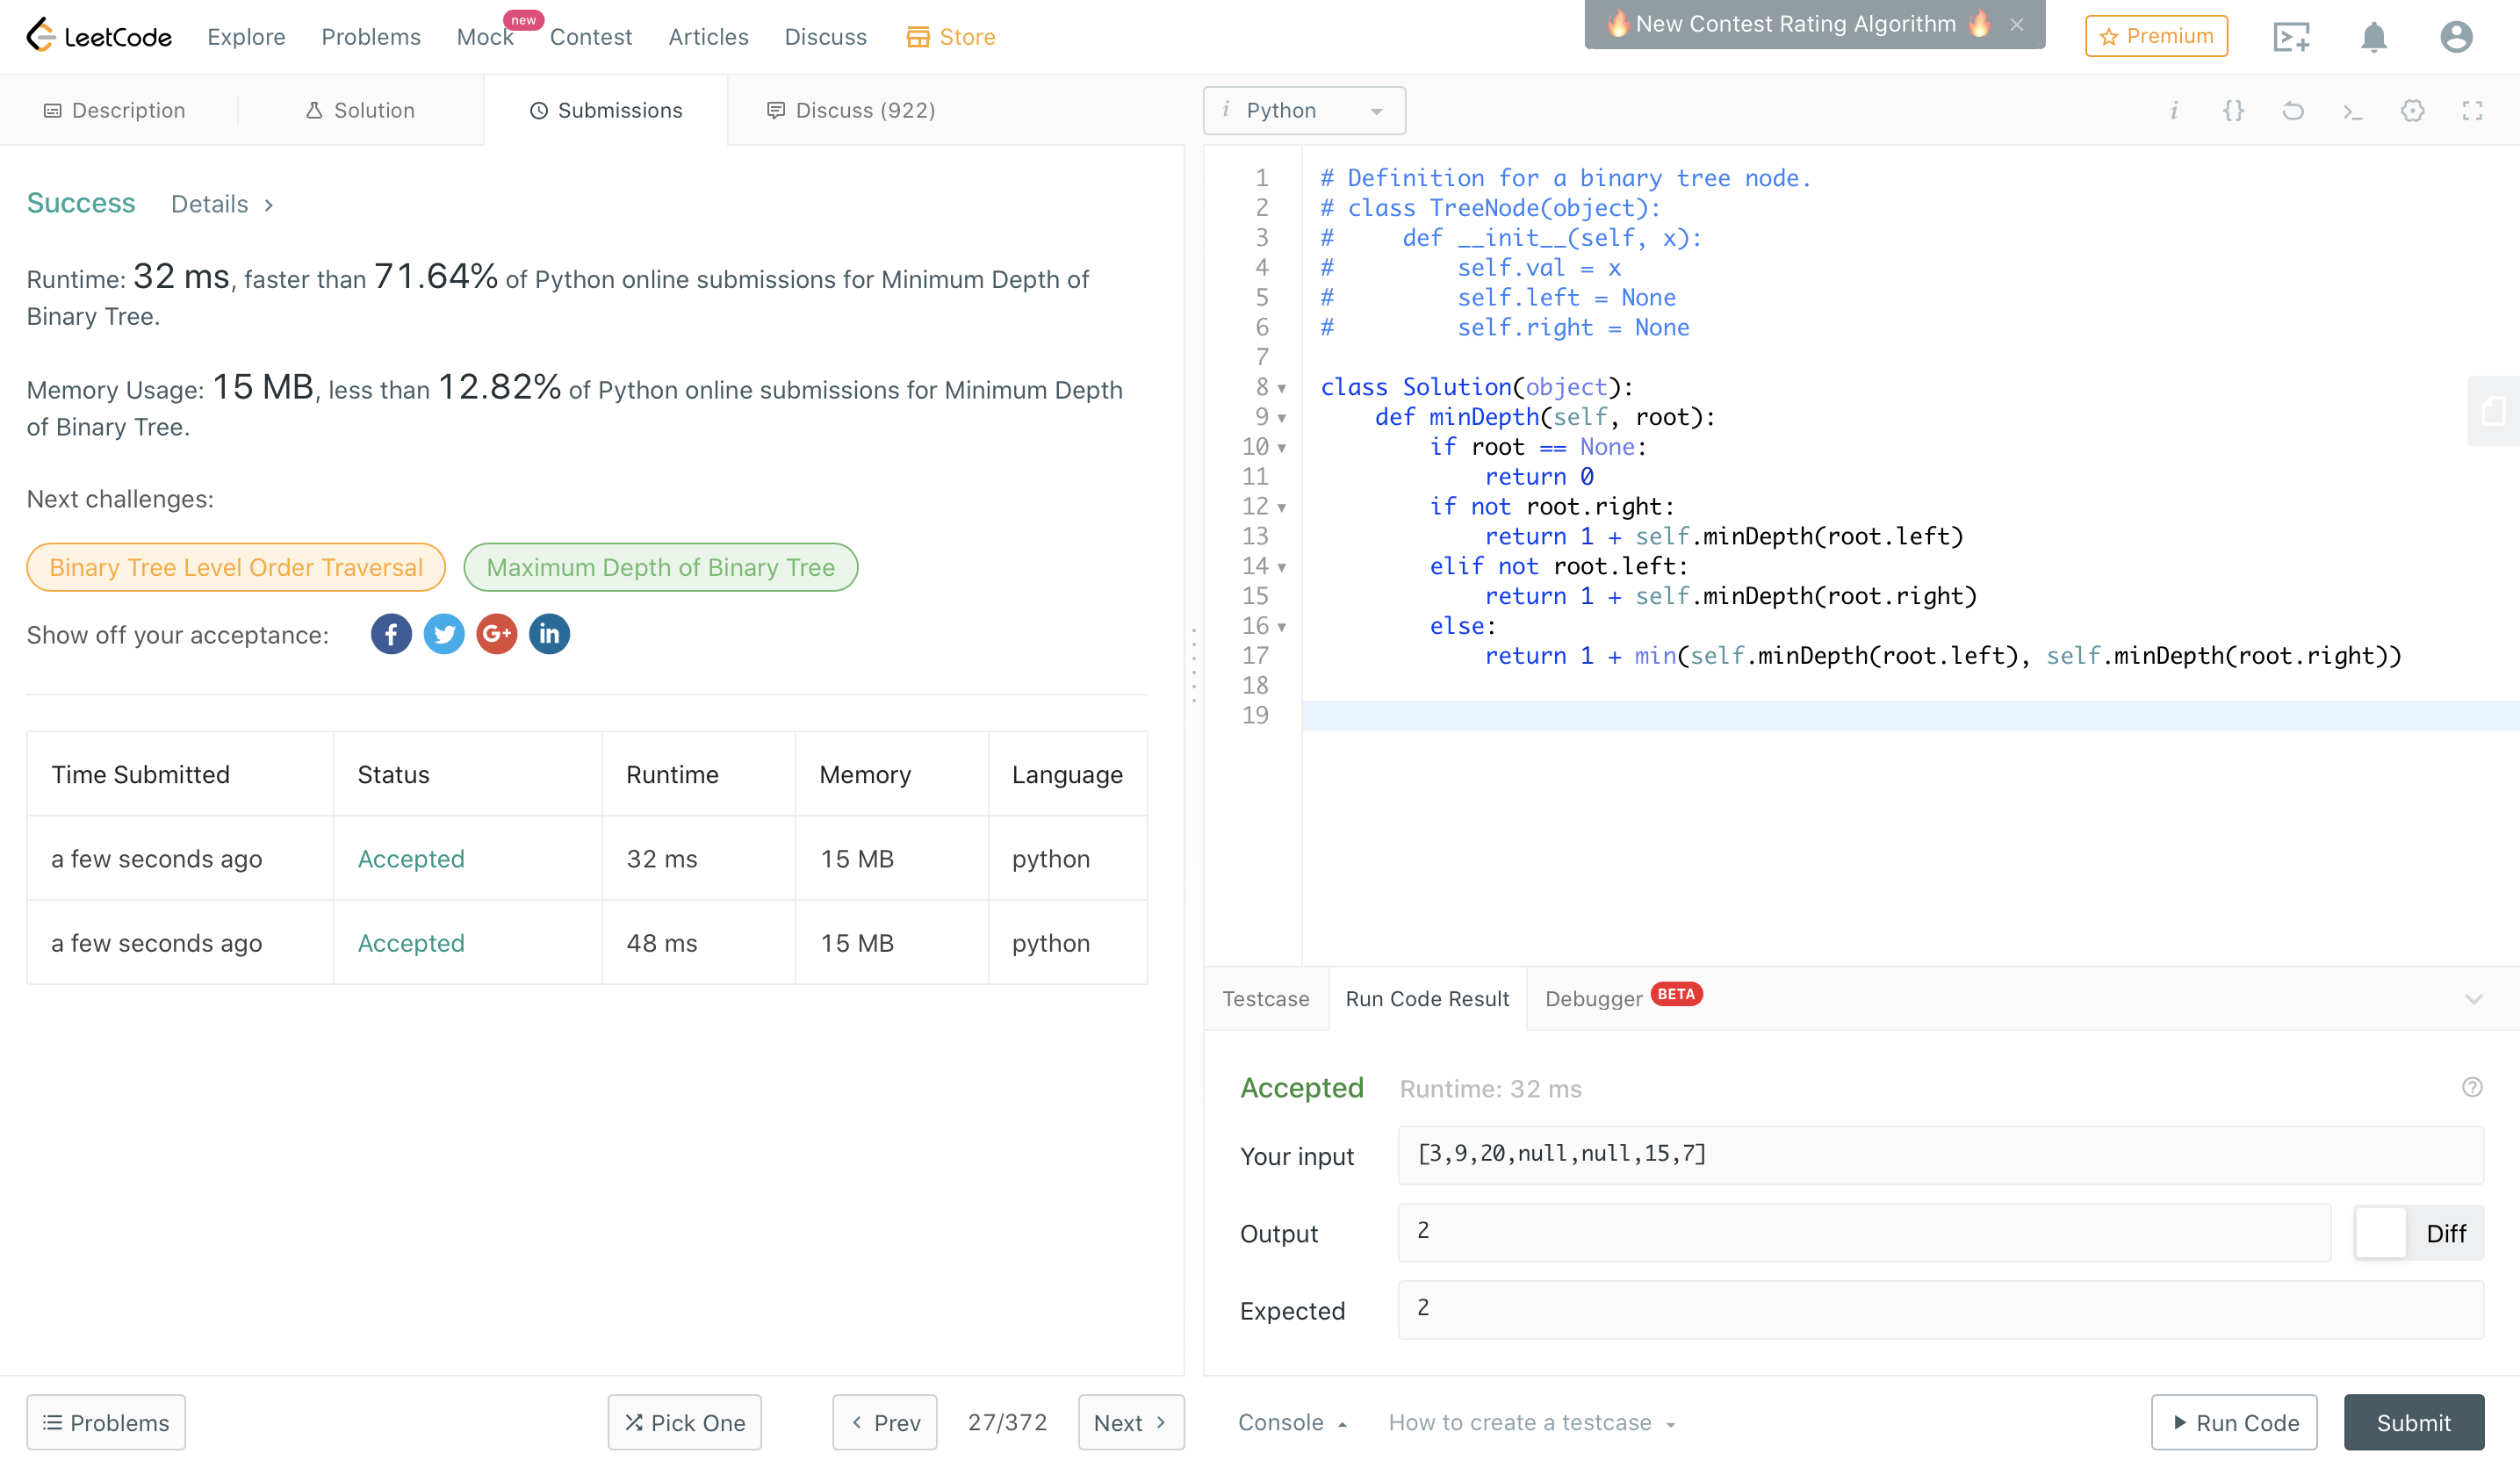 LeetCode Explore Problems Mock new Contest Articles Discuss Store 🔥New Contest Rating Algorithm 🔥 × Premium
Description Solution Submissions Discuss (922)
Success Details >
Runtime: 32 ms, faster than 71.64% of Python online submissions for Minimum Depth of
Binary Tree.
Memory Usage: 15 MB, less than 12.82% of Python online submissions for Minimum Depth
of Binary Tree.
Next challenges:
Binary Tree Level Order Traversal Maximum Depth of Binary Tree
Show off your acceptance: f G+ in
Time Submitted Status Runtime Memory Language
a few seconds ago Accepted 32 ms 15 MB python
a few seconds ago Accepted 48 ms 15 MB python
Problems Pick One < Prev 27/372 Next >
i Python i {}
1 # Definition for a binary tree node.
2 # class TreeNode(object):
3 #     def __init__(self, x):
4 #         self.val = x
5 #         self.left = None
6 #         self.right = None
7
8 class Solution(object):
9     def minDepth(self, root):
10         if root == None:
11             return 0
12         if not root.right:
13             return 1 + self.minDepth(root.left)
14         elif not root.left:
15             return 1 + self.minDepth(root.right)
16         else:
17             return 1 + min(self.minDepth(root.left), self.minDepth(root.right))
18
19
Testcase Run Code Result Debugger BETA
Accepted Runtime: 32 ms ?
Your input [3,9,20,null,null,15,7]
Output 2 Diff
Expected 2
Console How to create a testcase Run Code Submit